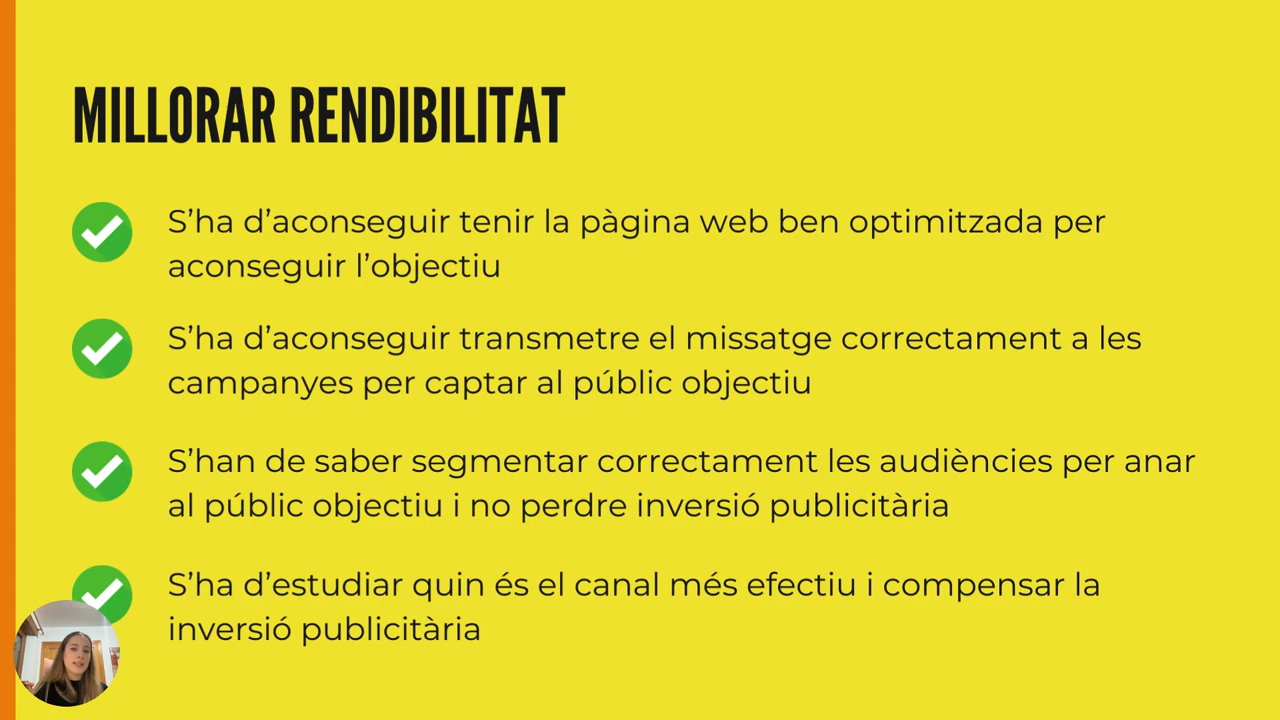 MILLORAR RENDIBILITAT
S'ha d'aconseguir tenir la pàgina web ben optimitzada per
aconseguir l'objectiu
S'ha d'aconseguir transmetre el missatge correctament a les
campanyes per captar al públic objectiu
S'han de saber segmentar correctament les audiències per anar
al públic objectiu i no perdre inversió publicitària
S'ha d'estudiar quin és el canal més efectiu i compensar la
inversió publicitària